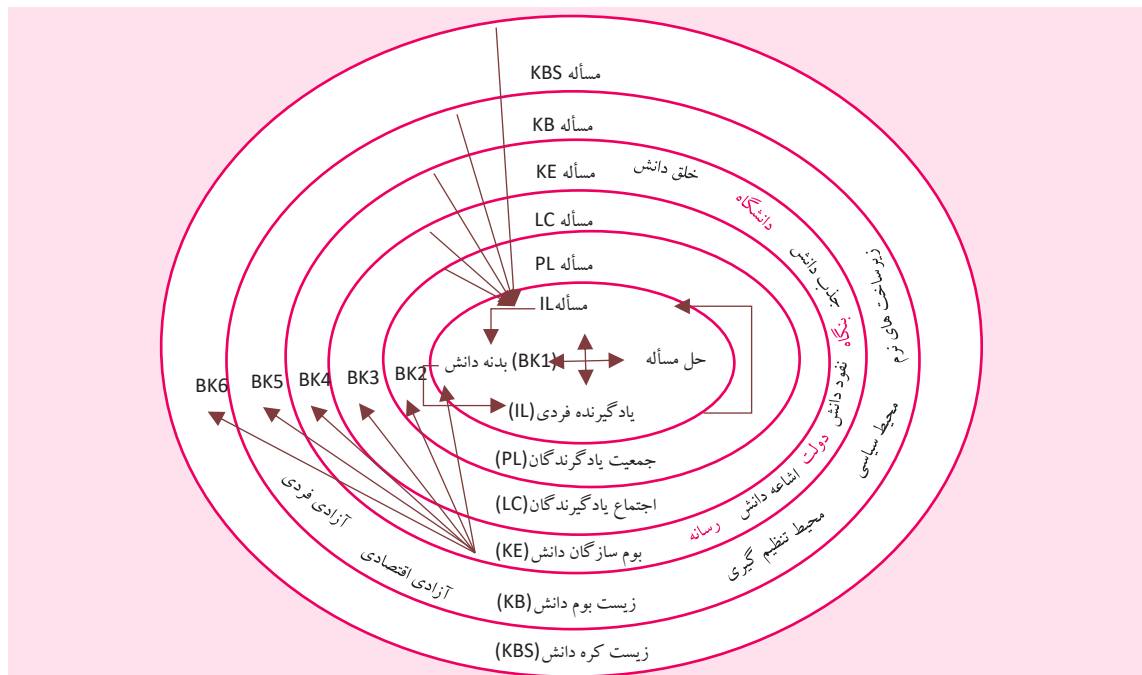 مسأله KBS
مسأله KB
مسأله KE
خلق دانش
دانشگاه
مسأله LC
جذب دانش
زیرساخت های نرم
مسأله PL
بنگاه
مسأله IL
حل مسأله
بدنه دانش (BK1)
نفود دانش
BK2
BK3
BK4
BK5
BK6
یادگیرنده فردی (IL)
محیط سیاسی
دولت
جمعیت یادگرندگان (PL)
اشاعه دانش
اجتماع یادگیرندگان (LC)
رسانه
محیط تنظیم گیری
آزادی فردی
بوم سازگان دانش (KE)
آزادی اقتصادی
زیست بوم دانش (KB)
زیست کره دانش (KBS)